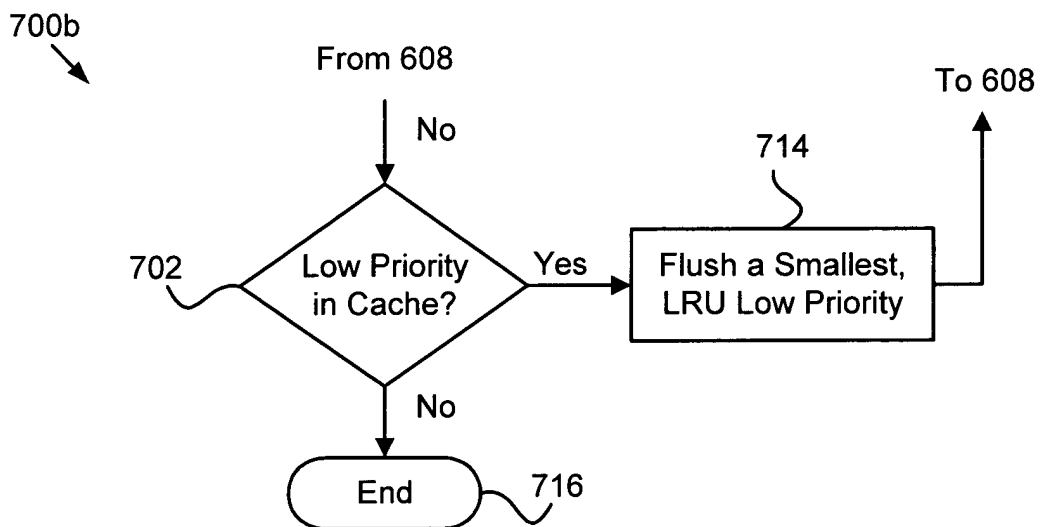 700b
From 608
To 608
No
714
702
Low Priority
in Cache?
Yes
Flush a Smallest,
LRU Low Priority
No
End
716